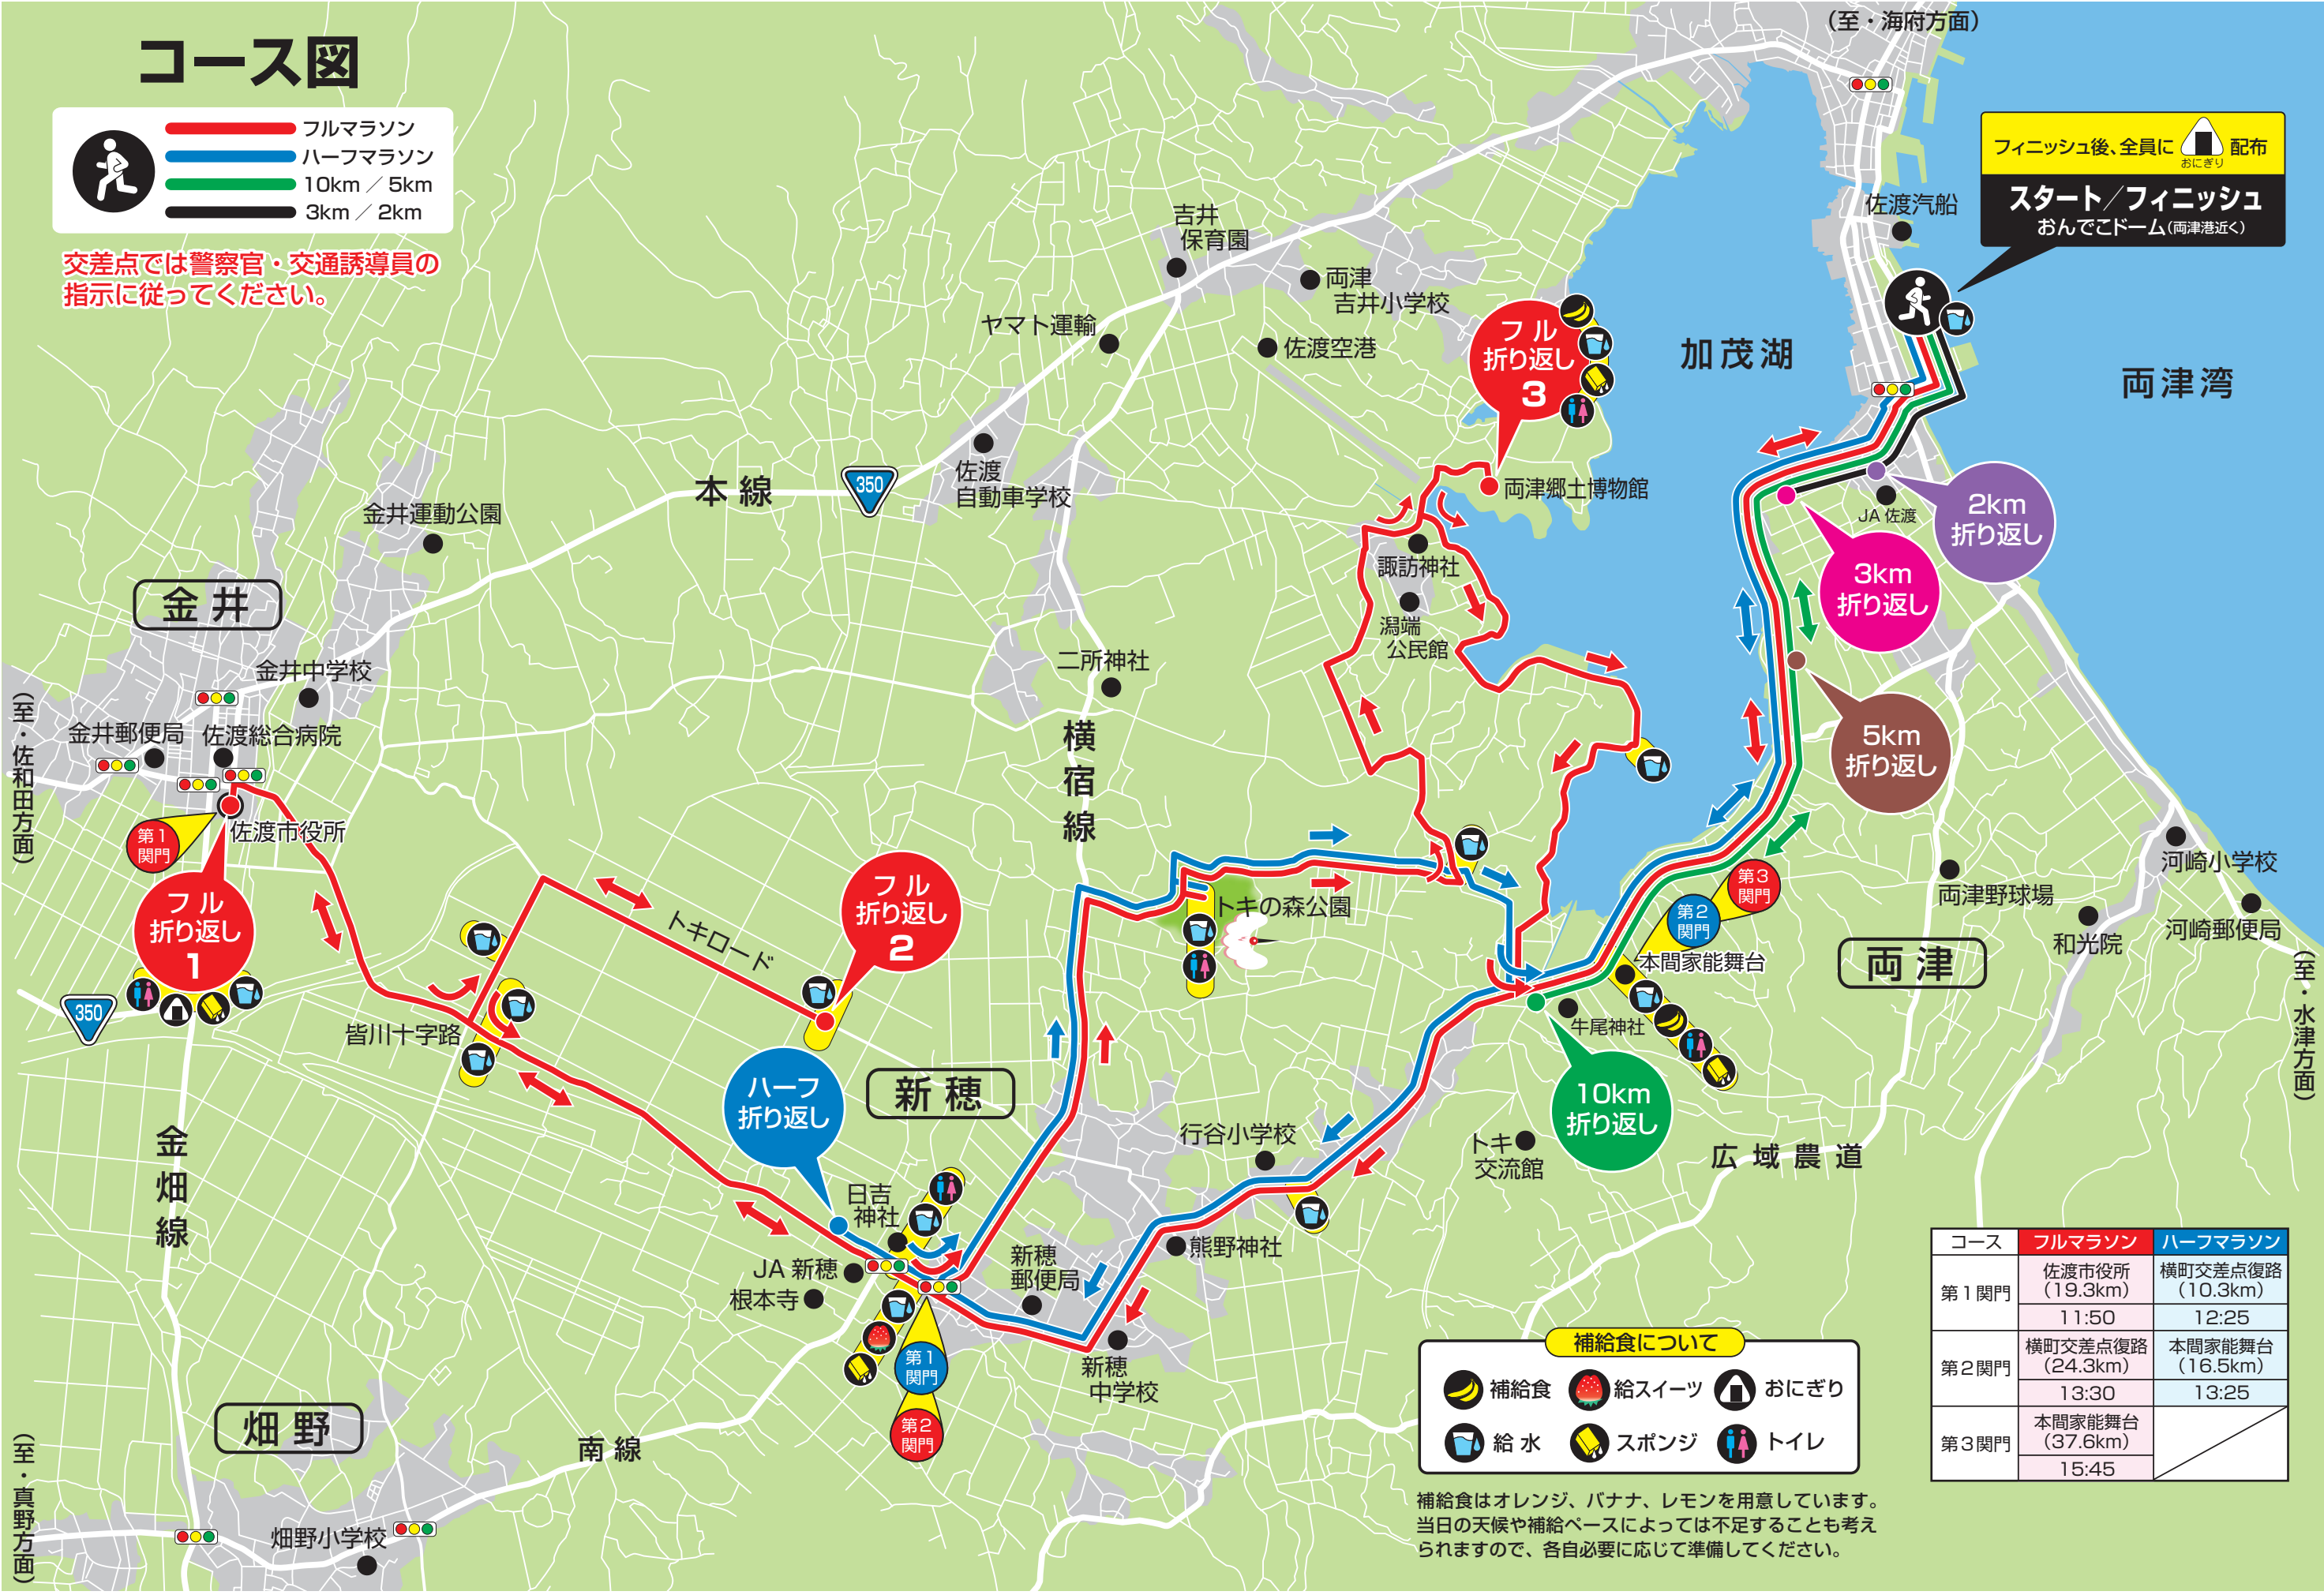 コース図
フルマラソン
ハーフマラソン
10km／5km
3km／2km
交差点では警察官・交通誘導員の
指示に従ってください。
（至・海府方面）
フィニッシュ後、全員に おにぎり 配布
スタート／フィニッシュ
おんでこドーム（両津港近く）
佐渡汽船
吉井
保育園
両津
吉井小学校
ヤマト運輸
佐渡空港
フル
折り返し
3
加茂湖
両津湾
佐渡
自動車学校
本線
350
両津郷土博物館
JA 佐渡
2km
折り返し
3km
折り返し
金井運動公園
諏訪神社
潟端
公民館
金井
二所神社
金井中学校
（至・佐和田方面）
金井郵便局
佐渡総合病院
横宿線
5km
折り返し
佐渡市役所
第1
関門
フル
折り返し
1
350
トキロード
フル
折り返し
2
トキの森公園
第3
関門
第2
関門
本間家能舞台
両津野球場
河崎小学校
河崎郵便局
和光院
両津
（至・水津方面）
皆川十字路
牛尾神社
ハーフ
折り返し
新穂
10km
折り返し
行谷小学校
トキ
交流館
広域農道
金畑線
日吉
神社
JA 新穂
根本寺
新穂
郵便局
熊野神社
新穂
中学校
第1
関門
第2
関門
畑野
南線
（至・真野方面）
畑野小学校
コース フルマラソン ハーフマラソン
第1関門 佐渡市役所 横町交差点復路
（19.3km） （10.3km）
11:50 12:25
第2関門 横町交差点復路 本間家能舞台
（24.3km） （16.5km）
13:30 13:25
第3関門 本間家能舞台
（37.6km）
15:45
補給食について
補給食 給スイーツ おにぎり
給水 スポンジ トイレ
補給食はオレンジ、バナナ、レモンを用意しています。
当日の天候や補給ペースによっては不足することも考え
られますので、各自必要に応じて準備してください。